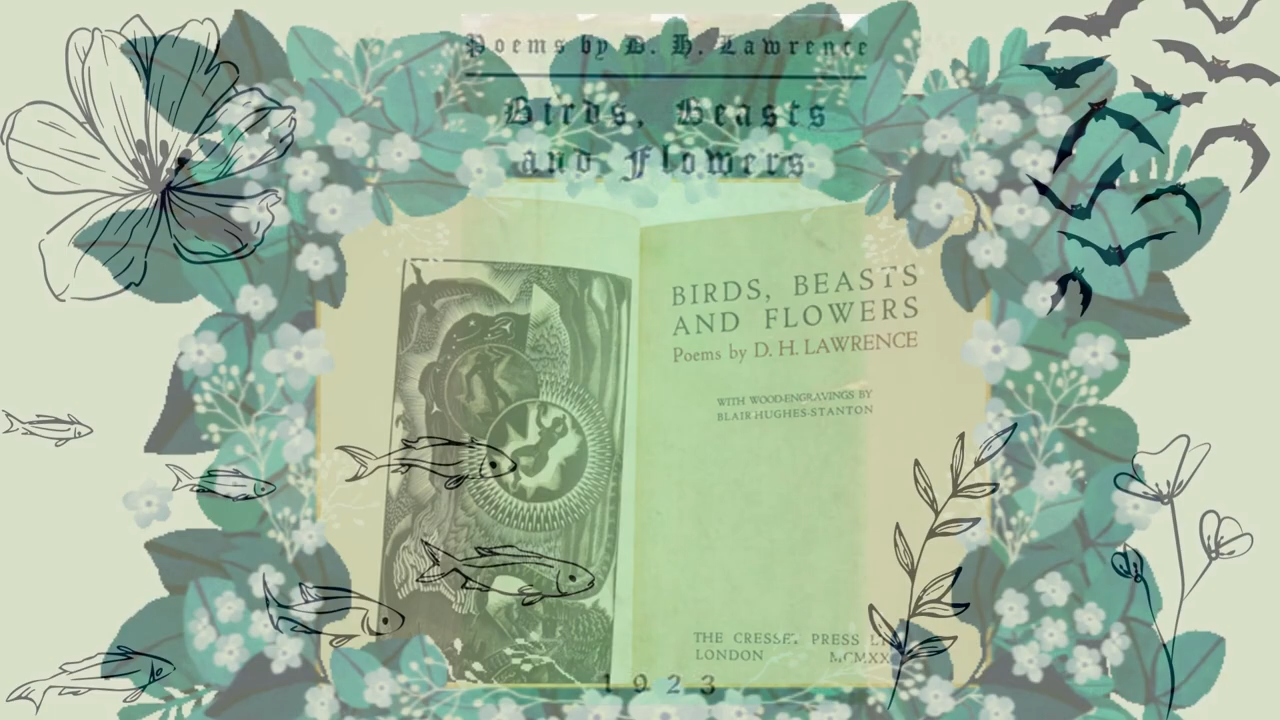 Poems by D. H. Lawrence
Birds, Beasts
and Flowers
BIRDS, BEASTS
AND FLOWERS
Poems by D. H. LAWRENCE
WITH WOOD-ENGRAVINGS BY
BLAIR HUGHES-STANTON
THE CRESSET PRESS
LONDON
1923